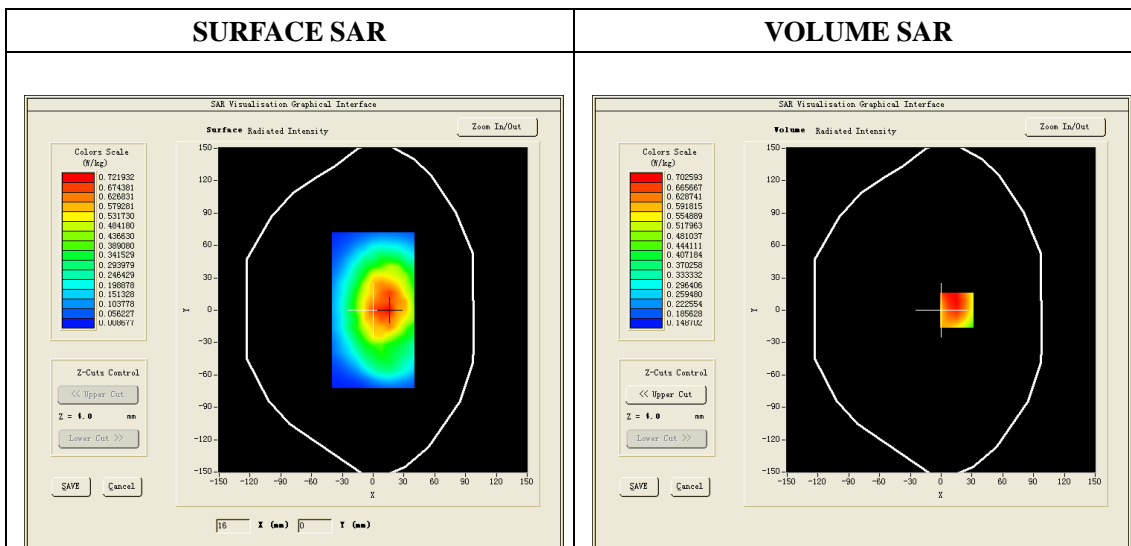 SURFACE SAR
VOLUME SAR
SAR Visualisation Graphical Interface
Surface Radiated Intensity
Zoom In/Out
Colors Scale
(W/kg)
0.721932
0.674381
0.626831
0.579281
0.531730
0.484180
0.436630
0.389080
0.341529
0.293979
0.246429
0.198878
0.151328
0.103778
0.056227
0.008677
150
120
90
60
30
0
-30
-60
-90
-120
-150
Y
-150 -120 -90 -60 -30 0 30 60 90 120 150
X
Z-Cuts Control
<< Upper Cut
Z = 4.0 mm
Lower Cut >>
SAVE Cancel
16 X (mm) 0 Y (mm)
SAR Visualisation Graphical Interface
Volume Radiated Intensity
Zoom In/Out
Colors Scale
(W/kg)
0.702593
0.665667
0.628741
0.591815
0.554889
0.517963
0.481037
0.444111
0.407184
0.370258
0.333332
0.296406
0.259480
0.222554
0.185628
0.148702
150
120
90
60
30
0
-30
-60
-90
-120
-150
Y
-150 -120 -90 -60 -30 0 30 60 90 120 150
X
Z-Cuts Control
<< Upper Cut
Z = 4.0 mm
Lower Cut >>
SAVE Cancel